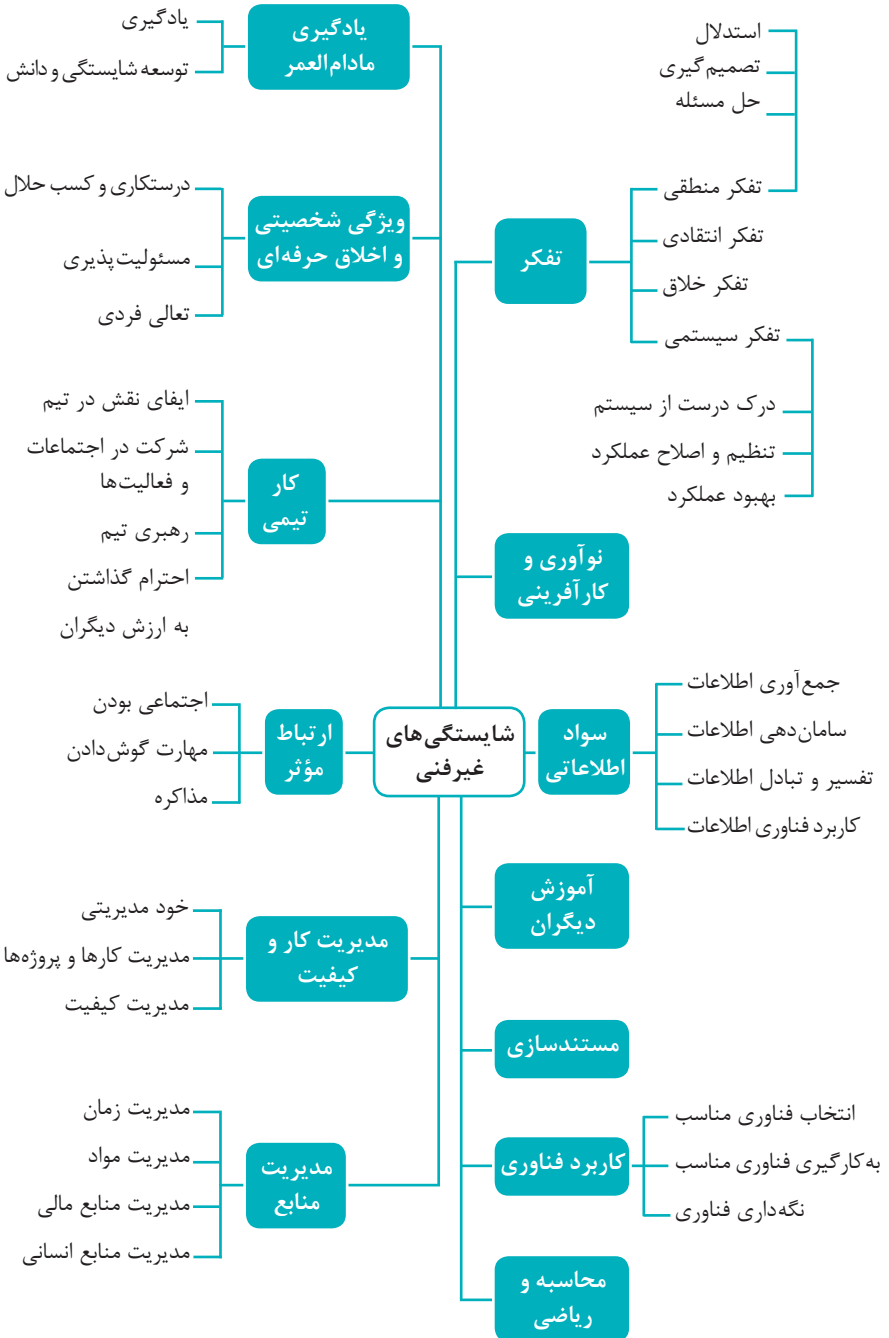 شایستگی‌های
غیرفنی
تفکر
استدلال
تصمیم‌گیری
حل مسئله
تفکر منطقی
تفکر انتقادی
تفکر خلاق
تفکر سیستمی
درک درست از سیستم
تنظیم و اصلاح عملکرد
بهبود عملکرد
نوآوری و
کارآفرینی
سواد
اطلاعاتی
جمع‌آوری اطلاعات
سامان‌دهی اطلاعات
تفسیر و تبادل اطلاعات
کاربرد فناوری اطلاعات
آموزش
دیگران
مستندسازی
کاربرد فناوری
انتخاب فناوری مناسب
به‌کارگیری فناوری مناسب
نگه‌داری فناوری
محاسبه و
ریاضی
یادگیری
مادام‌العمر
یادگیری
توسعه شایستگی و دانش
ویژگی شخصیتی
و اخلاق حرفه‌ای
درستکاری و کسب حلال
مسئولیت‌پذیری
تعالی فردی
کار
تیمی
ایفای نقش در تیم
شرکت در اجتماعات
و فعالیت‌ها
رهبری تیم
احترام گذاشتن
به ارزش دیگران
ارتباط
مؤثر
اجتماعی بودن
مهارت گوش‌دادن
مذاکره
مدیریت کار و
کیفیت
خود مدیریتی
مدیریت کارها و پروژه‌ها
مدیریت کیفیت
مدیریت
منابع
مدیریت زمان
مدیریت مواد
مدیریت منابع مالی
مدیریت منابع انسانی